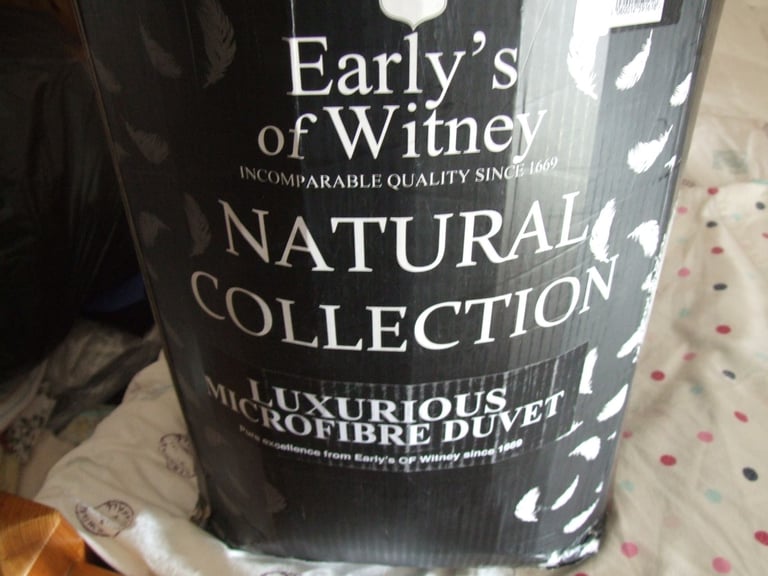 Early's
of Witney
INCOMPARABLE QUALITY SINCE 1669
NATURAL
COLLECTION
LUXURIOUS
MICROFIBRE DUVET
Pure excellence from Early's OF Witney since 1669